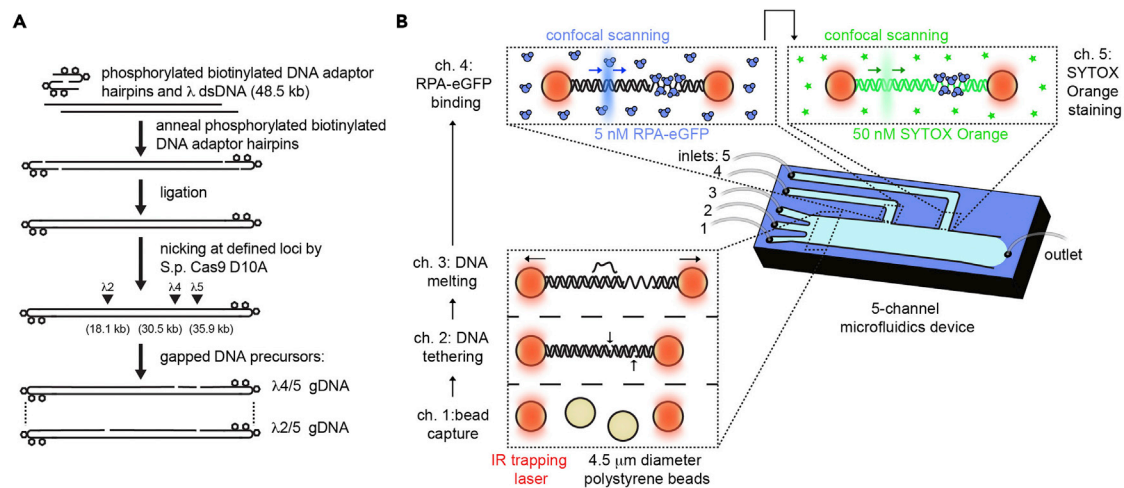 A
phosphorylated biotinylated DNA adaptor
hairpins and λ dsDNA (48.5 kb)
anneal phosphorylated biotinylated
DNA adaptor hairpins
ligation
nicking at defined loci by
S.p. Cas9 D10A
λ2 λ4 λ5
(18.1 kb) (30.5 kb) (35.9 kb)
gapped DNA precursors:
λ4/5 gDNA
λ2/5 gDNA
B
ch. 4:
RPA-eGFP
binding
confocal scanning
5 nM RPA-eGFP
confocal scanning
50 nM SYTOX Orange
ch. 5:
SYTOX
Orange
staining
inlets: 5
4
3
2
1
outlet
5-channel
microfluidics device
ch. 3: DNA
melting
ch. 2: DNA
tethering
ch. 1:bead
capture
IR trapping
laser
4.5 μm diameter
polystyrene beads